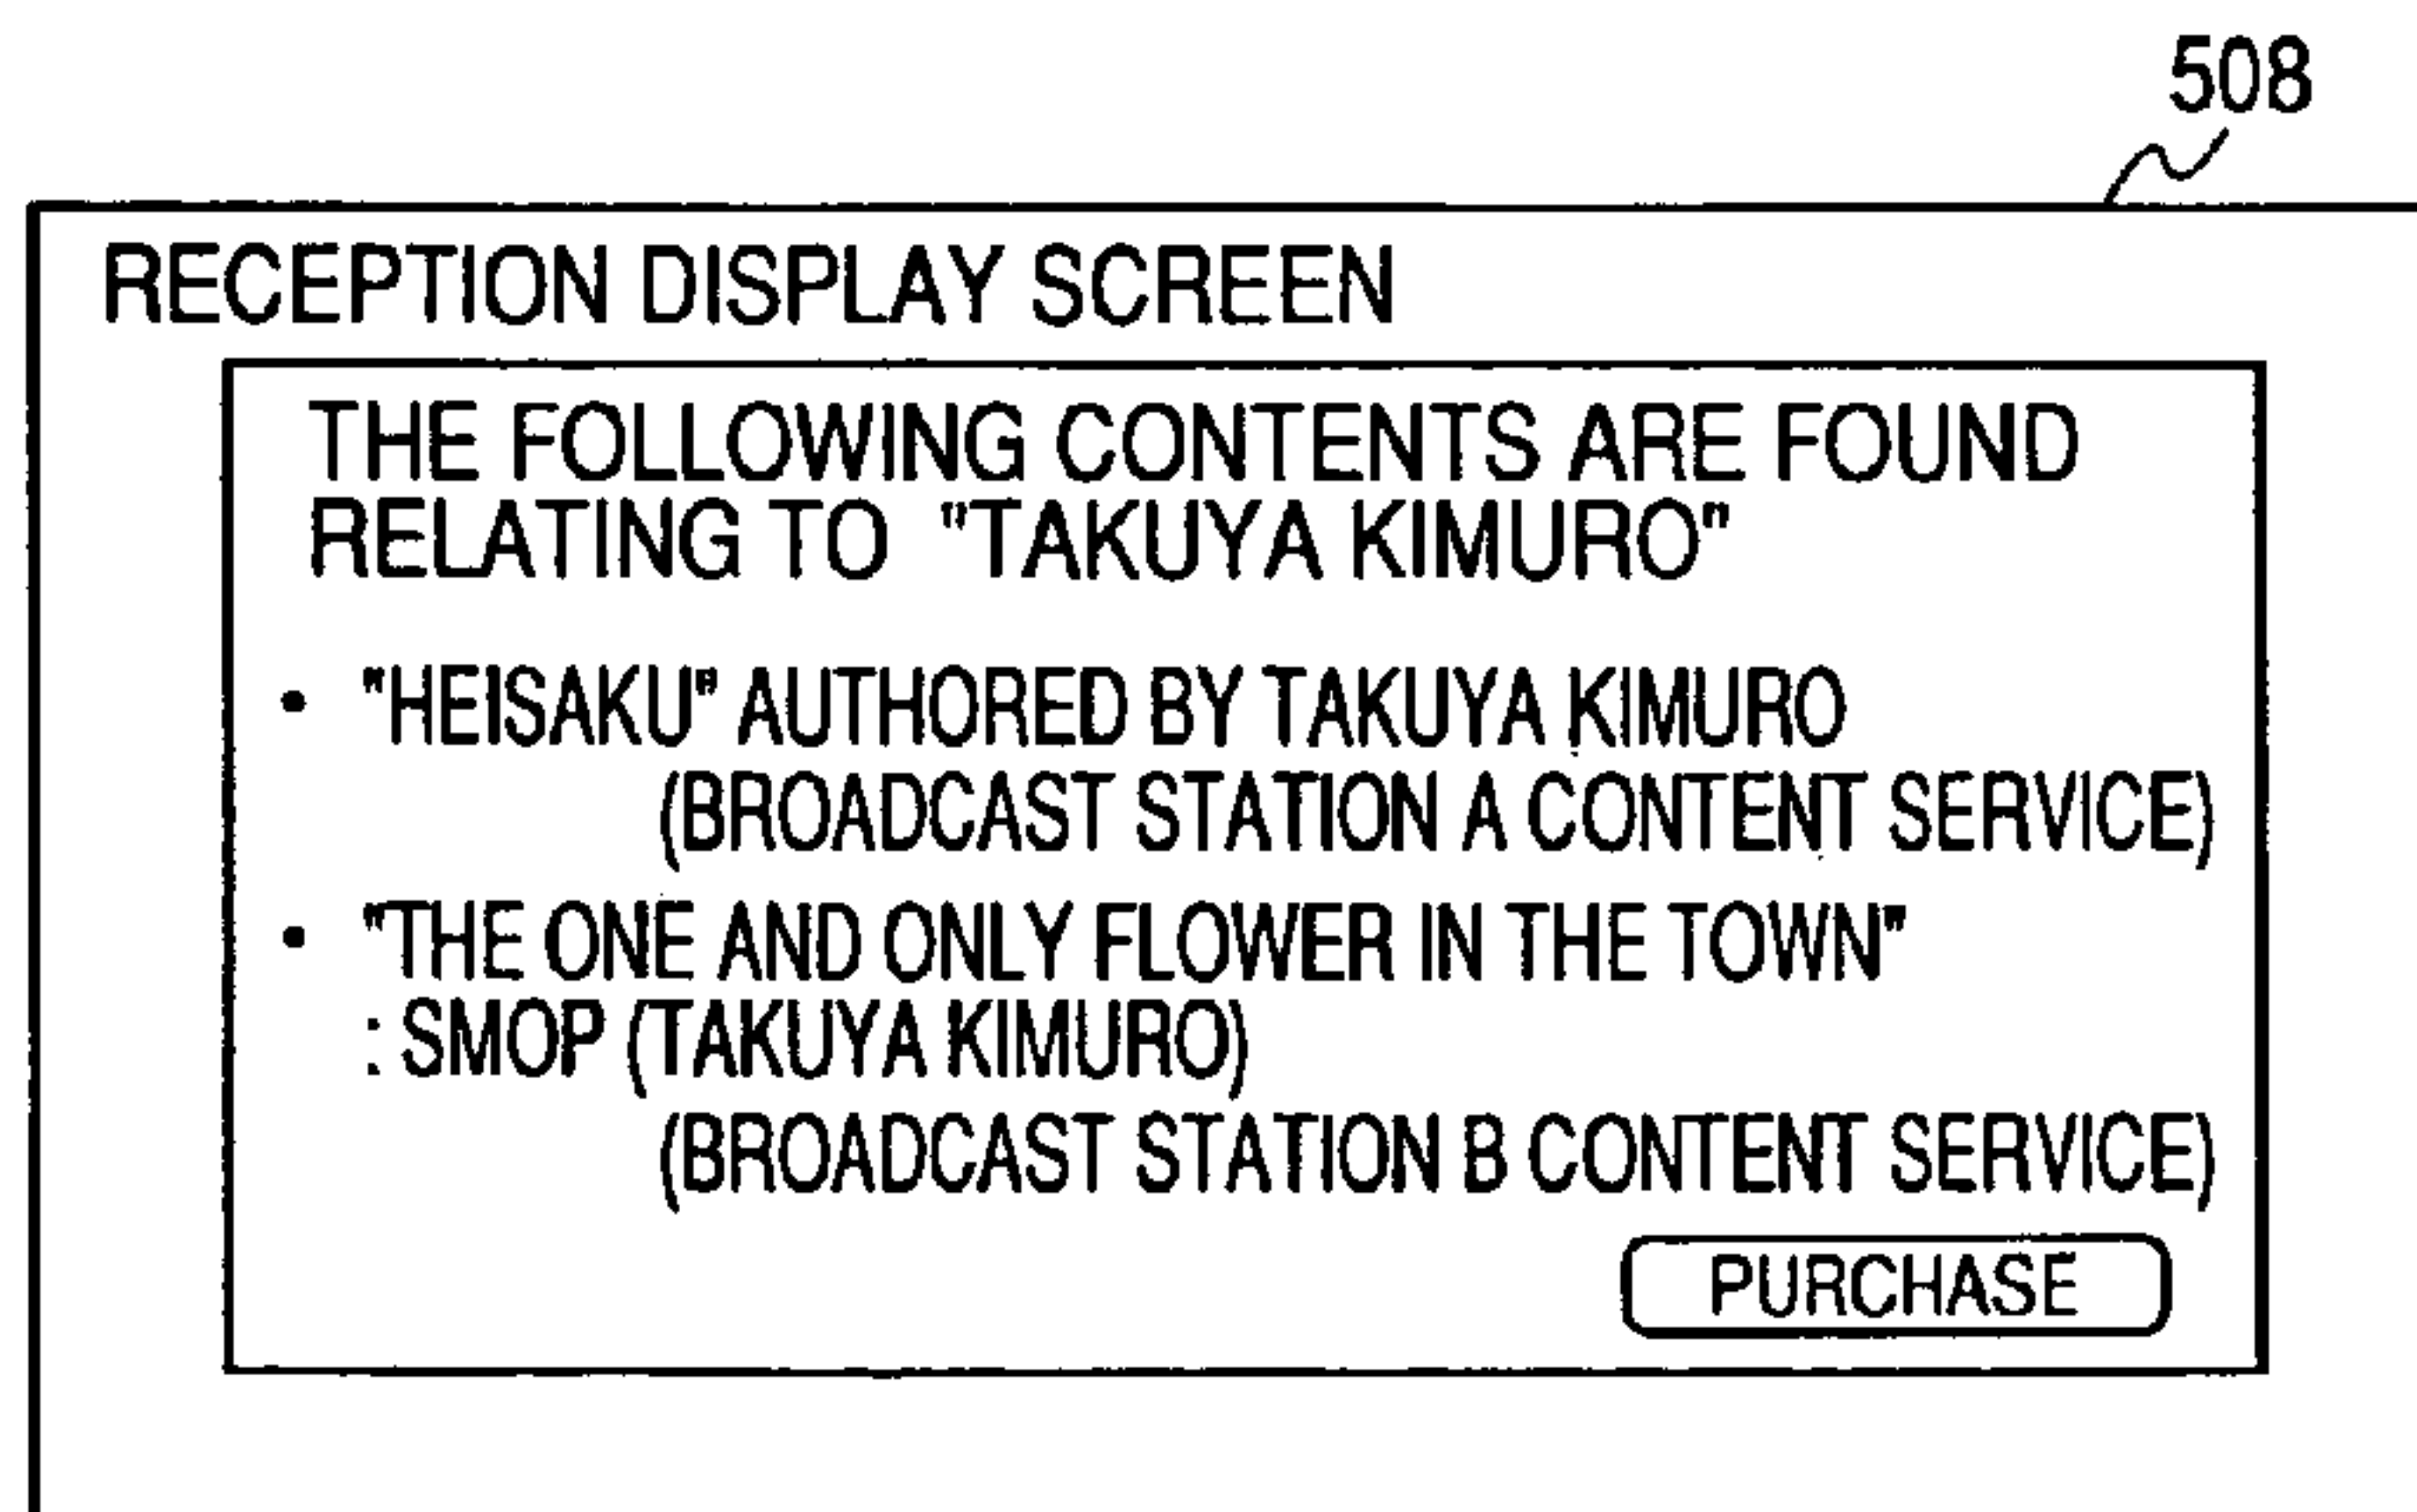 508
RECEPTION DISPLAY SCREEN
THE FOLLOWING CONTENTS ARE FOUND
RELATING TO "TAKUYA KIMURO"
• "HEISAKU" AUTHORED BY TAKUYA KIMURO
(BROADCAST STATION A CONTENT SERVICE)
• "THE ONE AND ONLY FLOWER IN THE TOWN"
: SMOP (TAKUYA KIMURO)
(BROADCAST STATION B CONTENT SERVICE)
PURCHASE